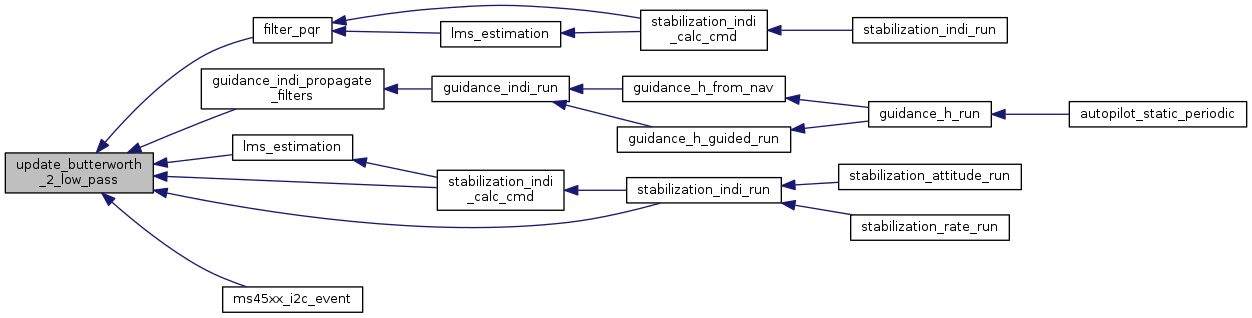 filter_pqr
stabilization_indi
_calc_cmd
stabilization_indi_run
lms_estimation
guidance_indi_propagate
_filters
guidance_indi_run
guidance_h_from_nav
guidance_h_run
autopilot_static_periodic
guidance_h_guided_run
update_butterworth
_2_low_pass
lms_estimation
stabilization_indi
_calc_cmd
stabilization_indi_run
stabilization_attitude_run
stabilization_rate_run
ms45xx_i2c_event